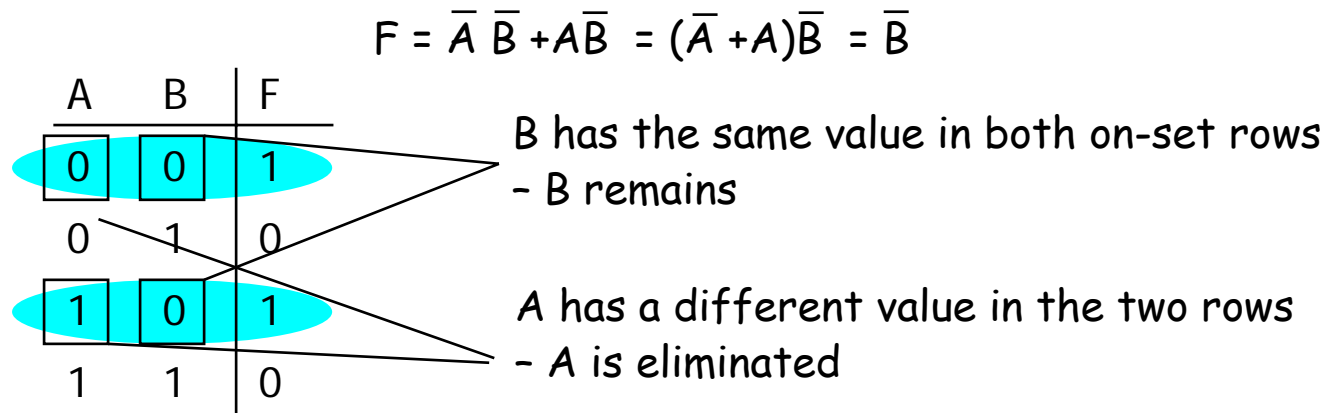 F = A̅ B̅ +AB̅ = (A̅ +A)B̅ = B̅
A B F
0 0 1
0 1 0
1 0 1
1 1 0
B has the same value in both on-set rows
– B remains
A has a different value in the two rows
– A is eliminated